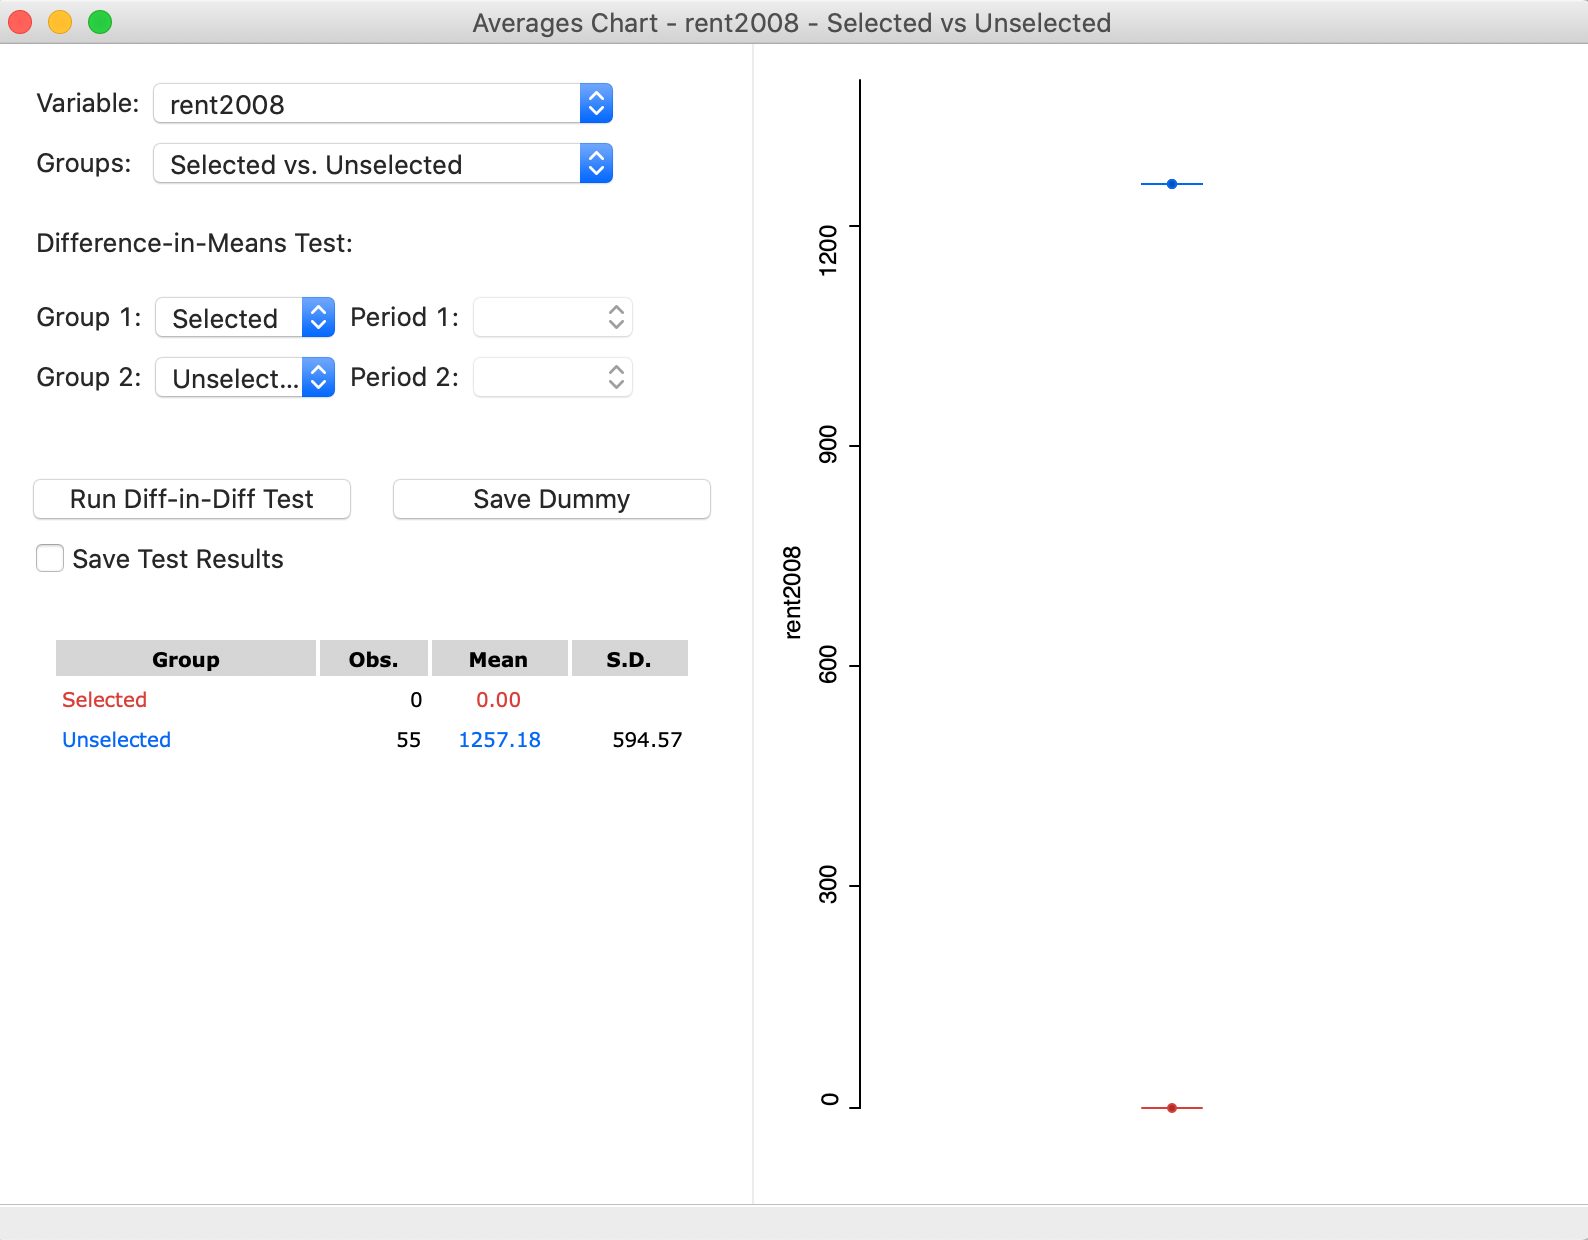 Averages Chart - rent2008 - Selected vs Unselected
Variable: rent2008
Groups: Selected vs. Unselected
Difference-in-Means Test:
Group 1: Selected Period 1:
Group 2: Unselect... Period 2:
Run Diff-in-Diff Test Save Dummy
Save Test Results
Group Obs. Mean S.D.
Selected 0 0.00
Unselected 55 1257.18 594.57
rent2008
1200
900
600
300
0